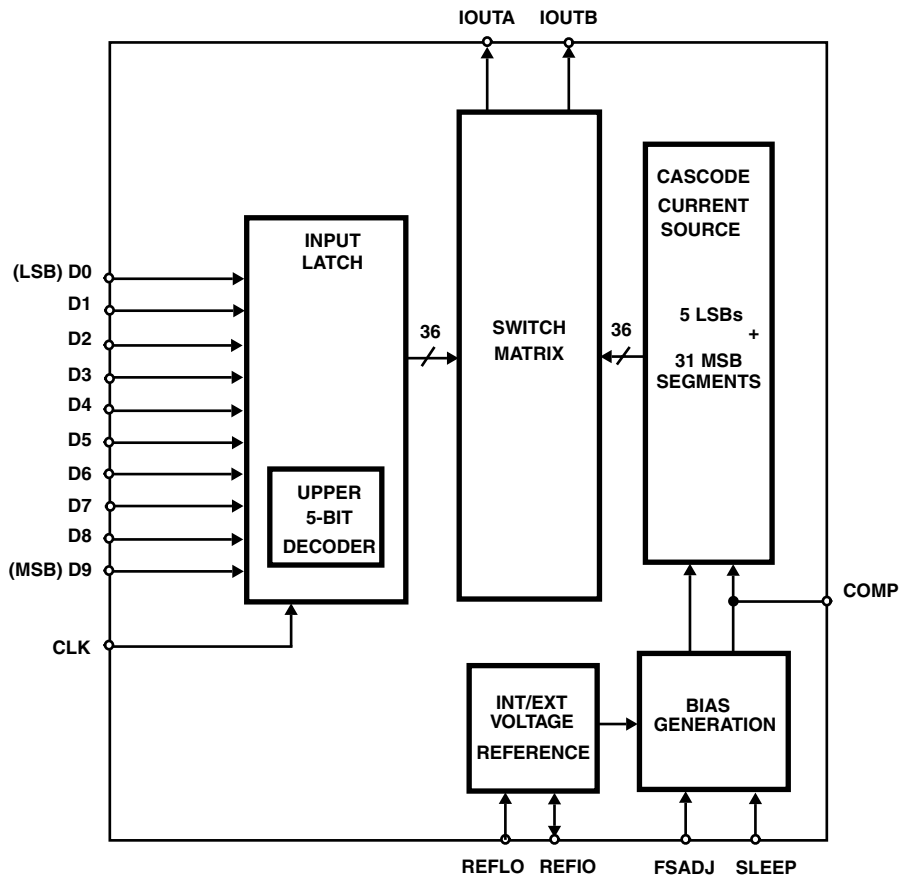 IOUTA IOUTB
CASCODE
CURRENT
SOURCE
5 LSBs
+
31 MSB
SEGMENTS
INPUT
LATCH
(LSB) D0
D1
D2
D3
D4
D5
D6
D7
D8
(MSB) D9
CLK
UPPER
5-BIT
DECODER
36
SWITCH
MATRIX
36
COMP
INT/EXT
VOLTAGE
REFERENCE
BIAS
GENERATION
REFLO REFIO FSADJ SLEEP